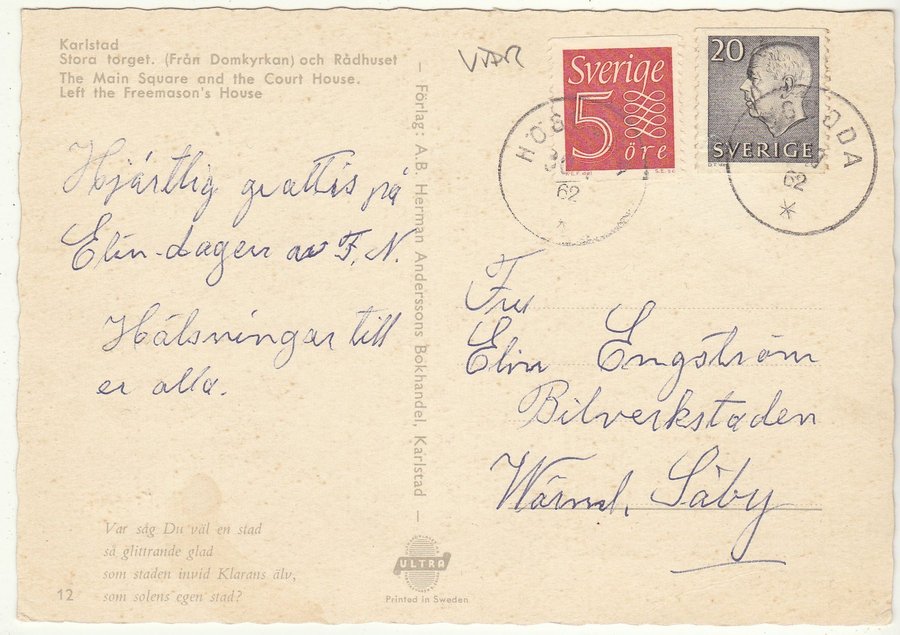 Karlstad
Stora torget. (Från Domkyrkan) och Rådhuset
The Main Square and the Court House.
Left the Freemason's House
Hjärtlig grattis på
Elin-dagen av F.N.
Hälsningar till
er alla.
Var såg Du väl en stad
så glittrande glad
som staden invid Klarans älv,
som solens egen stad?
12
– Förlag: A.B. Herman Anderssons Bokhandel, Karlstad –
ULTRA
Printed in Sweden
Sverige
5
öre
20
SVERIGE
62
62
Fru
Elin Engström
Bilverkstaden
Wärml. Säby